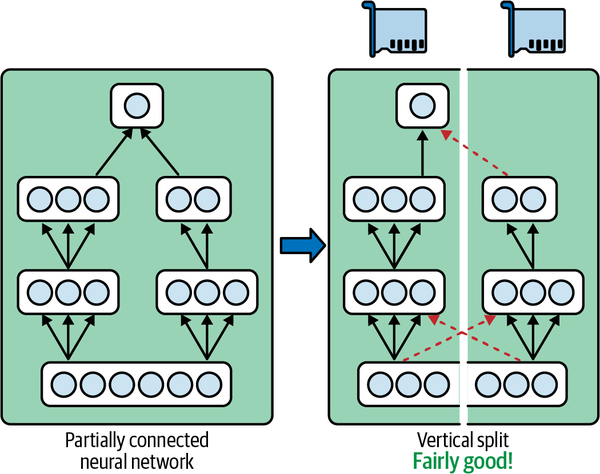 Partially connected
neural network
Vertical split
Fairly good!